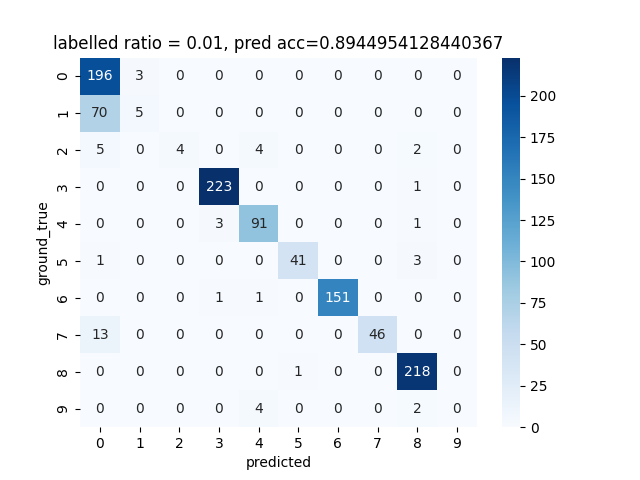 labelled ratio = 0.01, pred acc=0.8944954128440367
0 196 3 0 0 0 0 0 0 0 0
1 70 5 0 0 0 0 0 0 0 0
2 5 0 4 0 4 0 0 0 2 0
3 0 0 0 223 0 0 0 0 1 0
4 0 0 0 3 91 0 0 0 1 0
5 1 0 0 0 0 41 0 0 3 0
6 0 0 0 1 1 0 151 0 0 0
7 13 0 0 0 0 0 0 46 0 0
8 0 0 0 0 0 1 0 0 218 0
9 0 0 0 0 4 0 0 0 2 0
0 1 2 3 4 5 6 7 8 9
predicted
ground_true
200
175
150
125
100
75
50
25
0